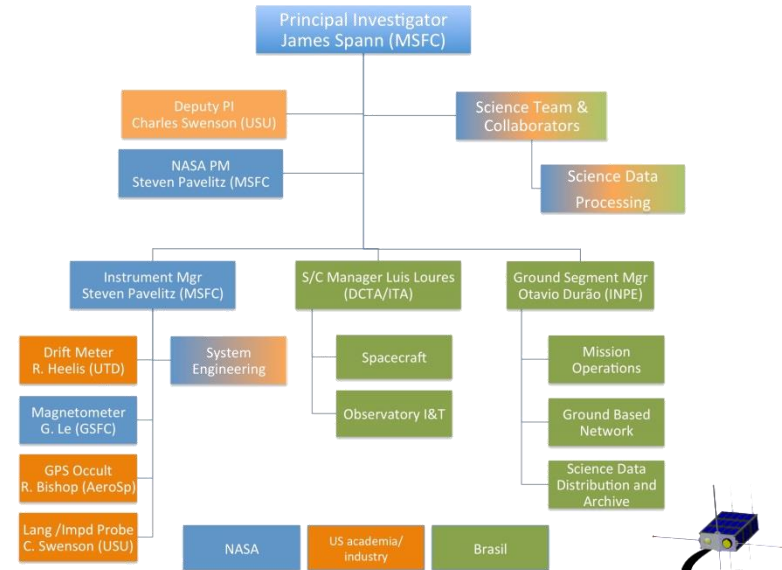 Principal Investigator
James Spann (MSFC)
Deputy PI
Charles Swenson (USU)
Science Team &
Collaborators
NASA PM
Steven Pavelitz (MSFC
Science Data
Processing
Instrument Mgr
Steven Pavelitz (MSFC)
S/C Manager Luis Loures
(DCTA/ITA)
Ground Segment Mgr
Otavio Durão (INPE)
Drift Meter
R. Heelis (UTD)
System
Engineering
Spacecraft
Mission
Operations
Magnetometer
G. Le (GSFC)
Observatory I&T
Ground Based
Network
GPS Occult
R. Bishop (AeroSp)
Science Data
Distribution and
Archive
Lang /Impd Probe
C. Swenson (USU)
NASA
US academia/
industry
Brasil